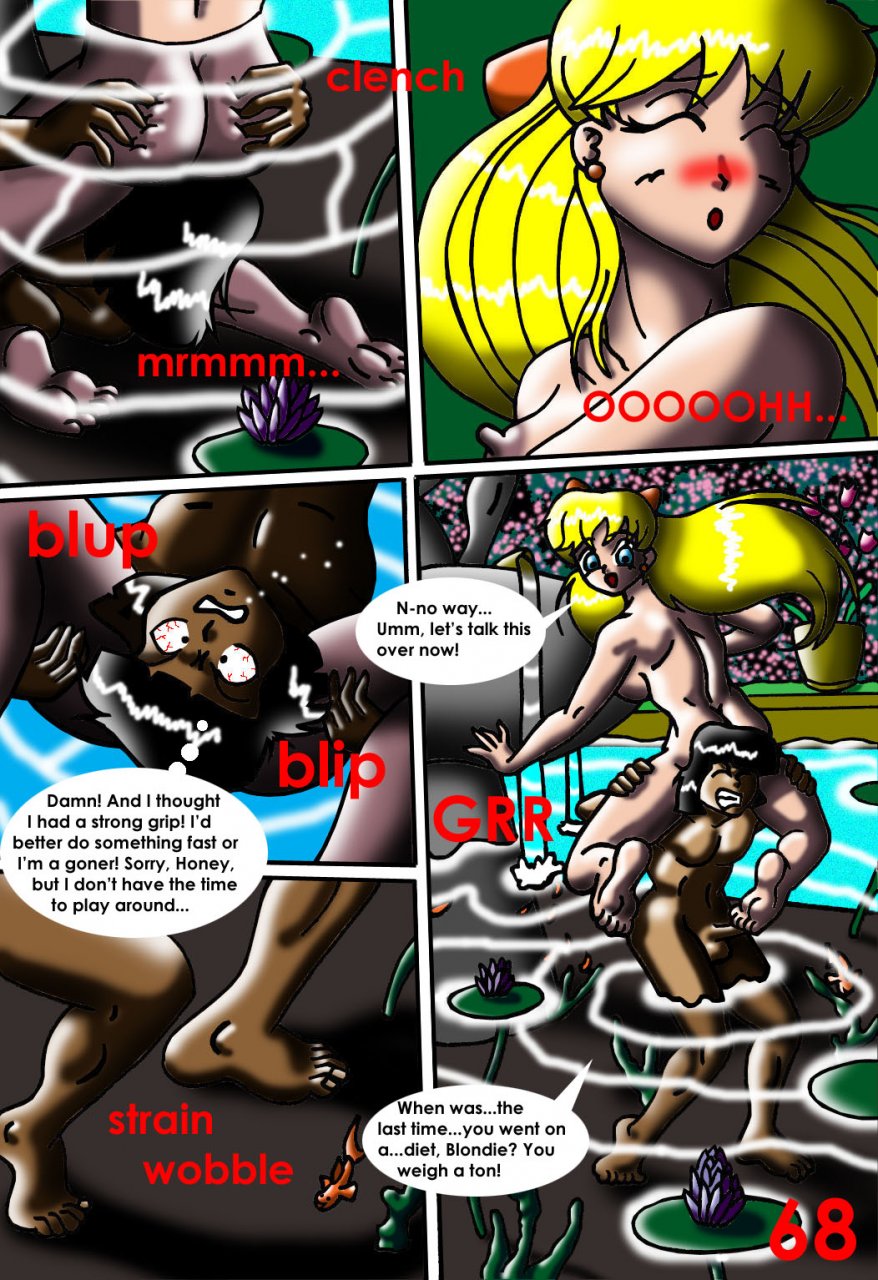 clench
mrmmm...
OOOOOHH...
blup
blip
Damn! And I thought
I had a strong grip! I'd
better do something fast or
I'm a goner! Sorry, Honey,
but I don't have the time
to play around...
N-no way...
Umm, let's talk this
over now!
GRR
strain
wobble
When was...the
last time...you went on
a...diet, Blondie? You
weigh a ton!
68